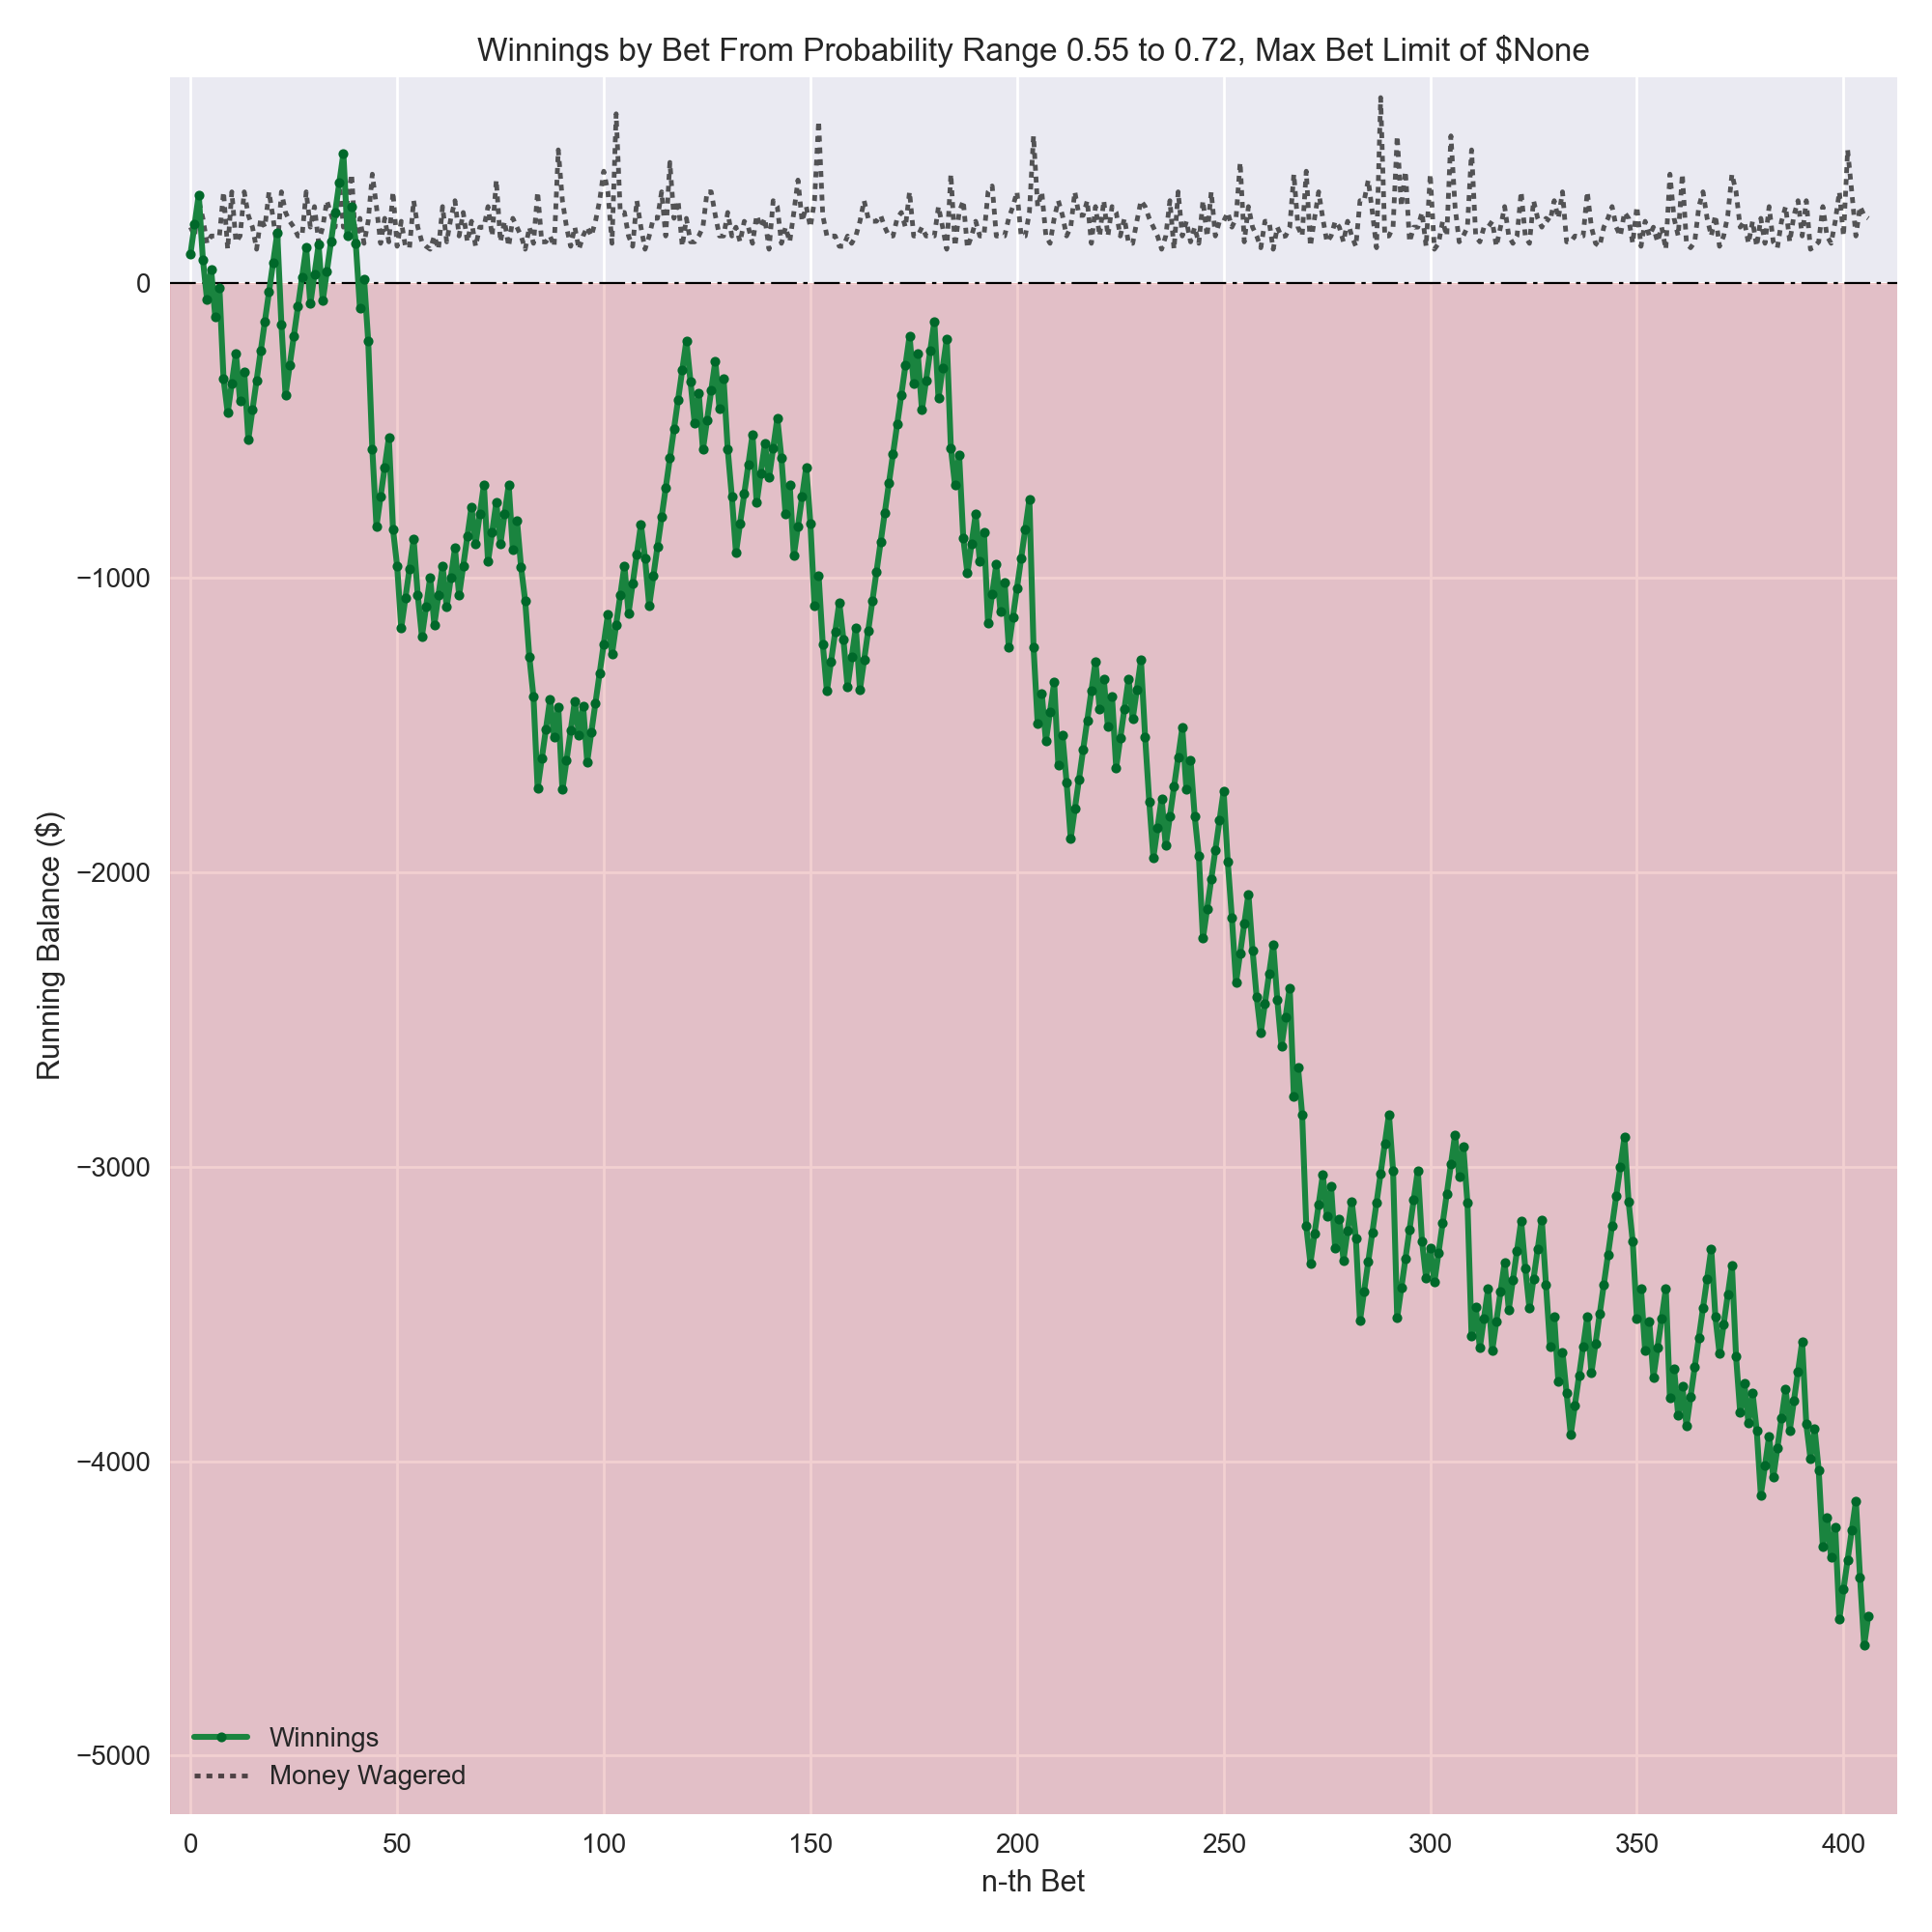 Winnings by Bet From Probability Range 0.55 to 0.72, Max Bet Limit of $None
Running Balance ($)
0
−1000
−2000
−3000
−4000
−5000
Winnings
Money Wagered
0 50 100 150 200 250 300 350 400
n-th Bet